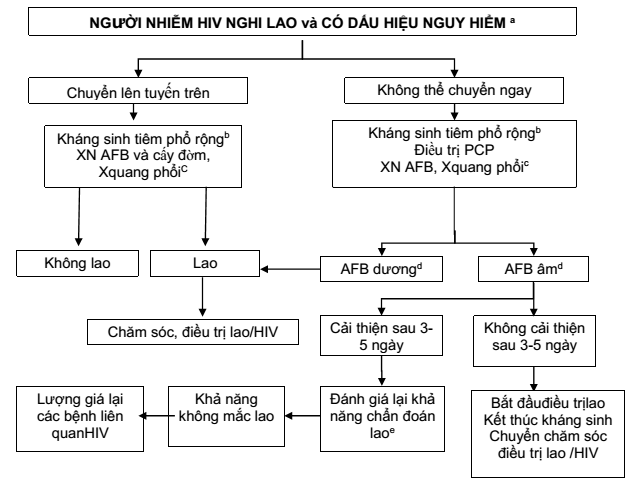 NGƯỜI NHIỄM HIV NGHI LAO và CÓ DẤU HIỆU NGUY HIỂM ª
Chuyển lên tuyến trên
Không thể chuyển ngay
Kháng sinh tiêm phổ rộngᵇ
XN AFB và cấy đờm,
Xquang phổiᶜ
Kháng sinh tiêm phổ rộngᵇ
Điều trị PCP
XN AFB, Xquang phổiᶜ
Không lao
Lao
AFB dươngᵈ
AFB âmᵈ
Chăm sóc, điều trị lao/HIV
Cải thiện sau 3-
5 ngày
Không cải thiện
sau 3-5 ngày
Lượng giá lại
các bệnh liên
quanHIV
Khả năng
không mắc lao
Đánh giá lại khả
năng chẩn đoán
laoᵉ
Bắt đầuđiều trịlao
Kết thúc kháng sinh
Chuyển chăm sóc
điều trị lao /HIV